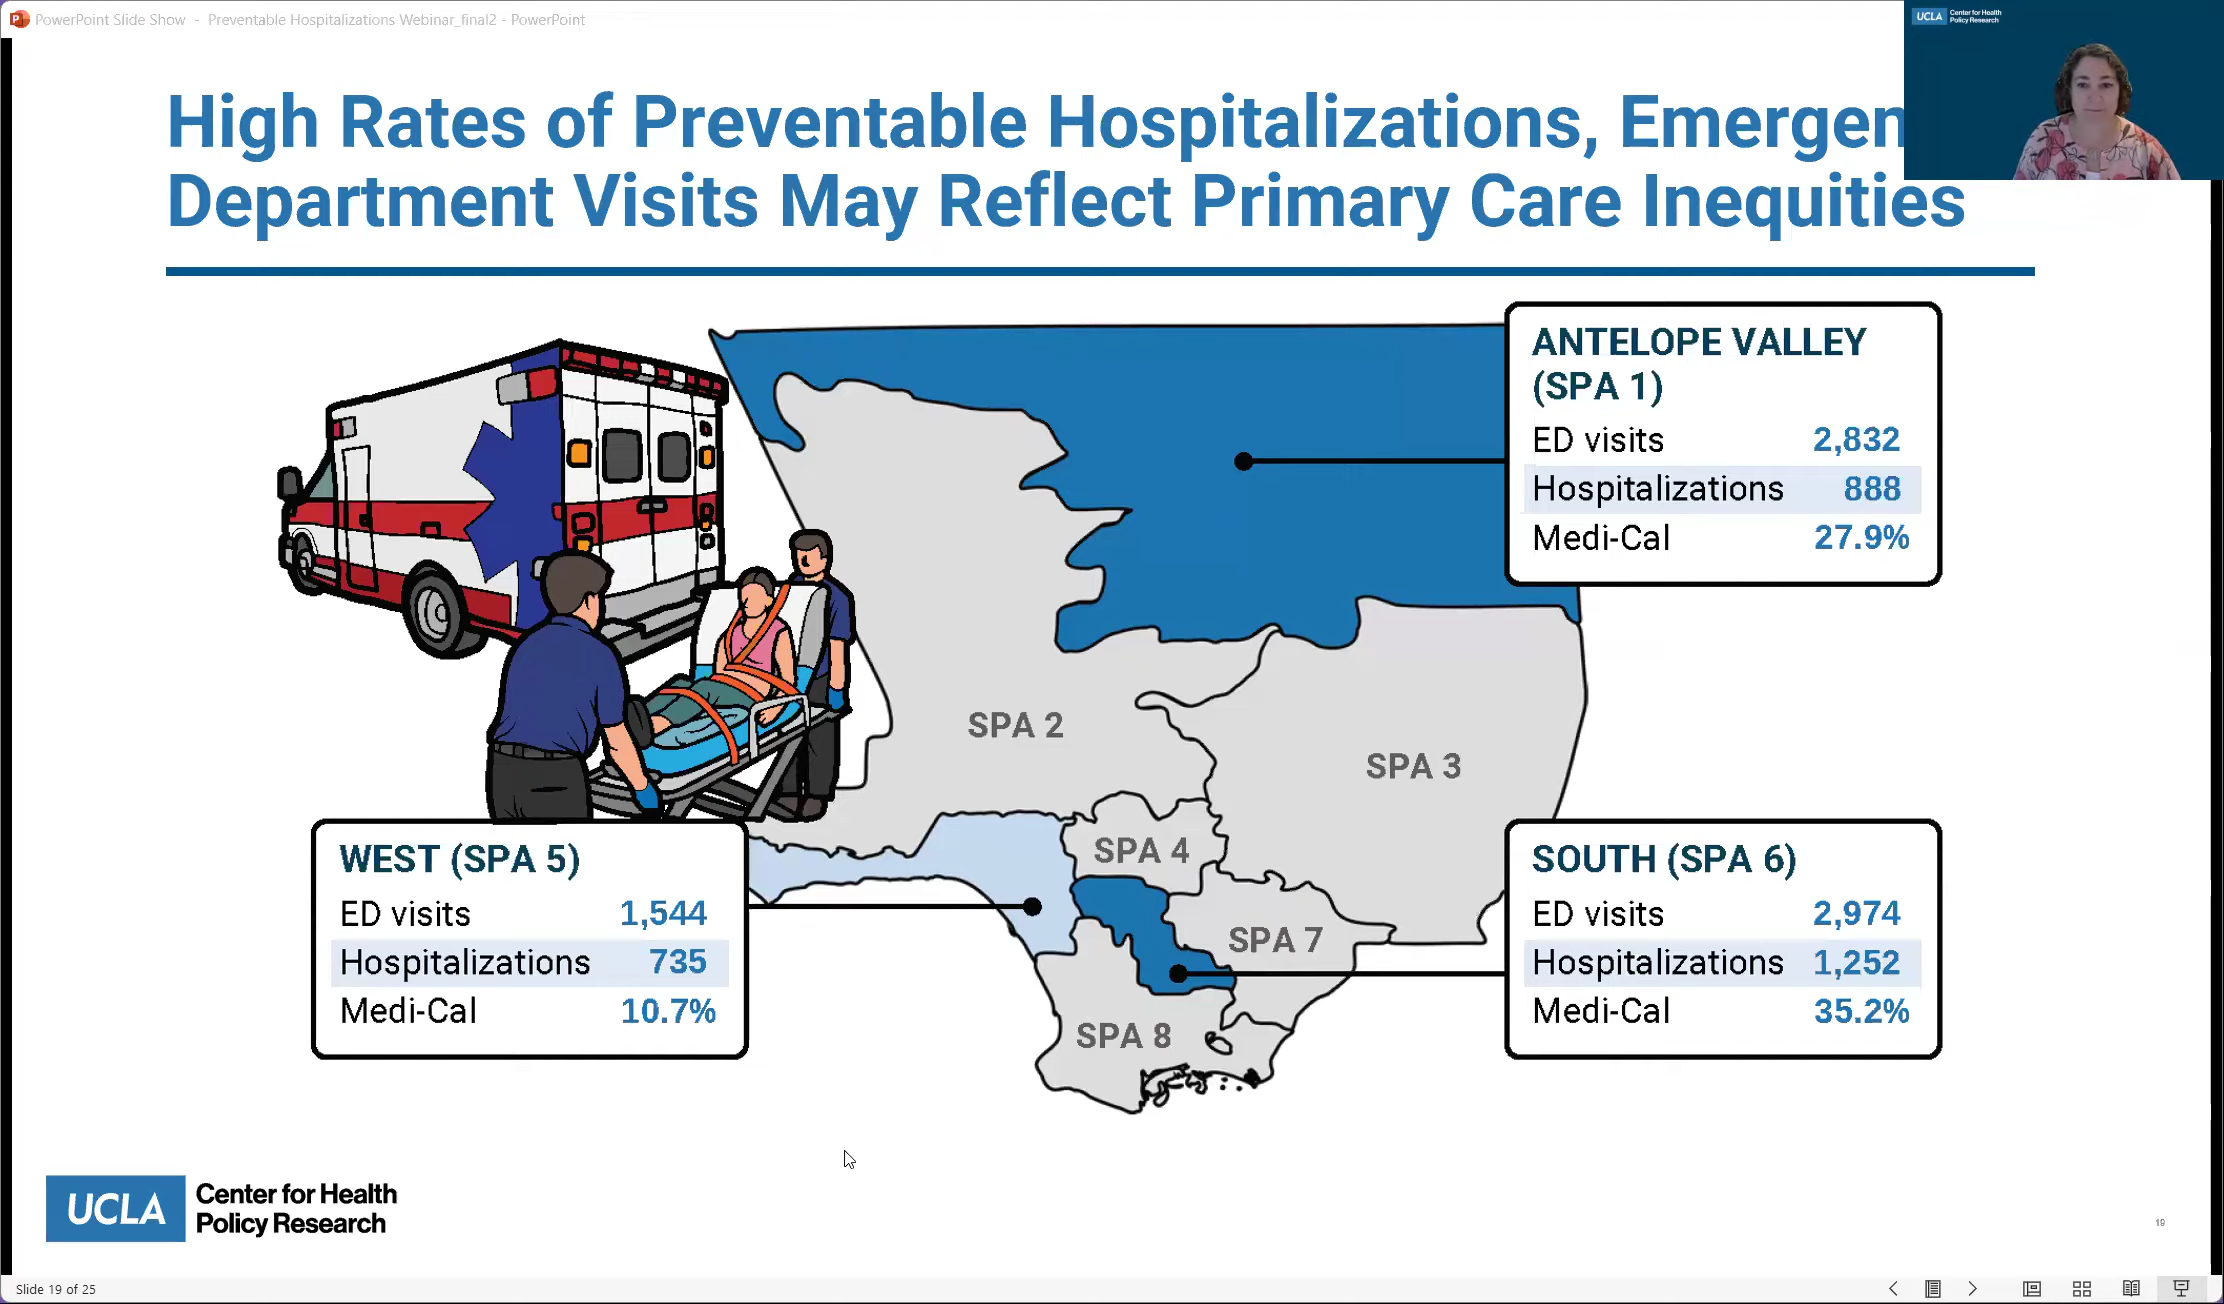 PowerPoint Slide Show - Preventable Hospitalizations Webinar_final2 - PowerPoint
UCLA Center for Health
Policy Research
High Rates of Preventable Hospitalizations, Emergen
Department Visits May Reflect Primary Care Inequities
ANTELOPE VALLEY
(SPA 1)
ED visits 2,832
Hospitalizations 888
Medi-Cal 27.9%
SPA 2
SPA 3
SPA 4
SPA 7
SPA 8
WEST (SPA 5)
ED visits 1,544
Hospitalizations 735
Medi-Cal 10.7%
SOUTH (SPA 6)
ED visits 2,974
Hospitalizations 1,252
Medi-Cal 35.2%
UCLA Center for Health
Policy Research
19
Slide 19 of 25